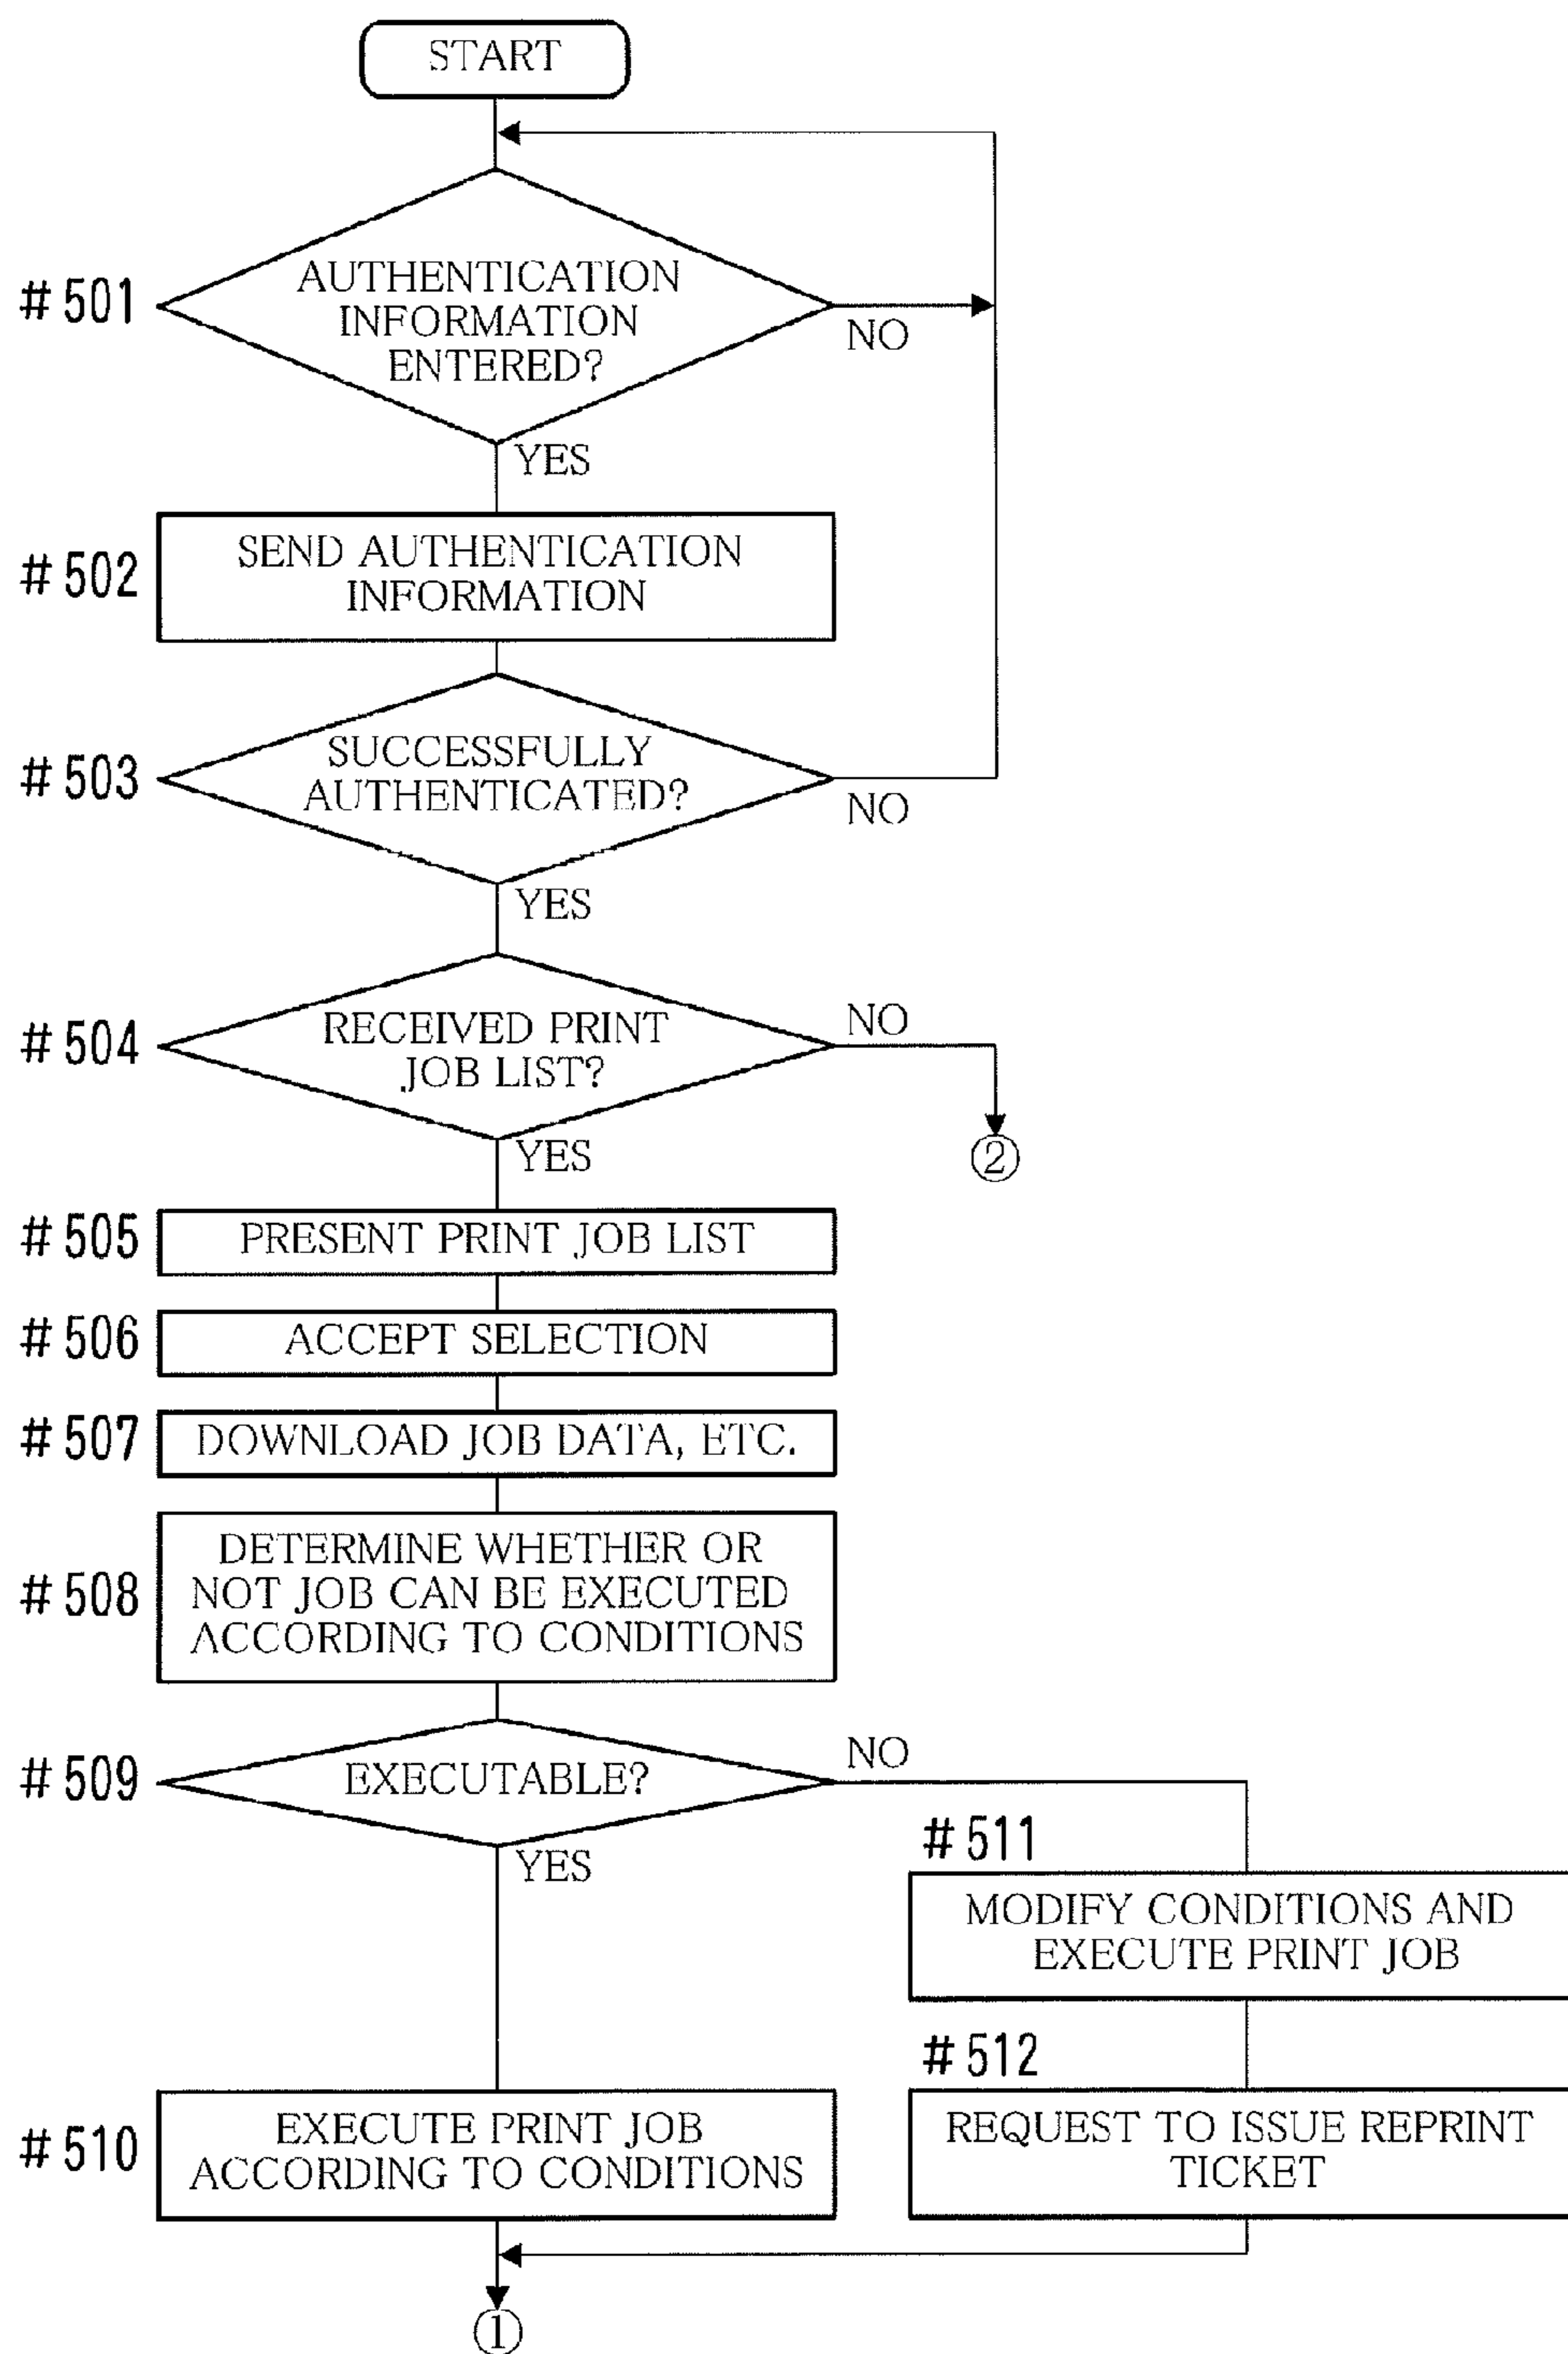 START
#501
AUTHENTICATION
INFORMATION
ENTERED?
NO
YES
#502
SEND AUTHENTICATION
INFORMATION
#503
SUCCESSFULLY
AUTHENTICATED?
NO
YES
#504
RECEIVED PRINT
JOB LIST?
NO
②
YES
#505
PRESENT PRINT JOB LIST
#506
ACCEPT SELECTION
#507
DOWNLOAD JOB DATA, ETC.
#508
DETERMINE WHETHER OR
NOT JOB CAN BE EXECUTED
ACCORDING TO CONDITIONS
#509
EXECUTABLE?
NO
YES
#511
MODIFY CONDITIONS AND
EXECUTE PRINT JOB
#512
REQUEST TO ISSUE REPRINT
TICKET
#510
EXECUTE PRINT JOB
ACCORDING TO CONDITIONS
①